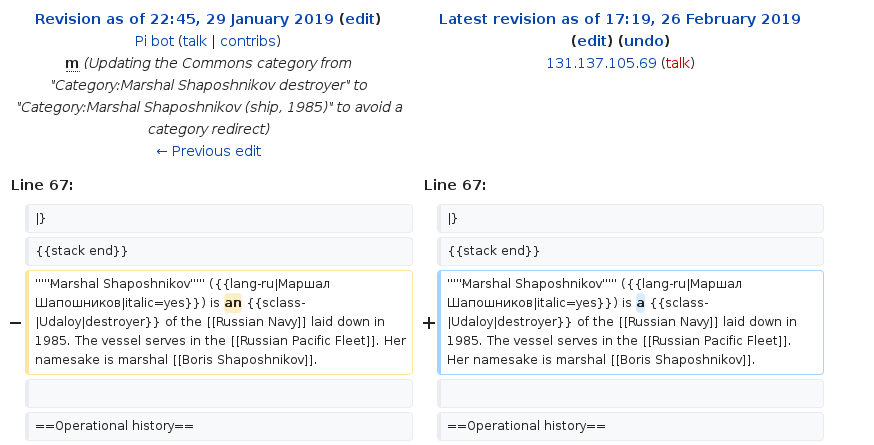 Revision as of 22:45, 29 January 2019 (edit)
Pi bot (talk | contribs)
m (Updating the Commons category from
"Category:Marshal Shaposhnikov destroyer" to
"Category:Marshal Shaposhnikov (ship, 1985)" to avoid a
category redirect)
← Previous edit
Latest revision as of 17:19, 26 February 2019
(edit) (undo)
131.137.105.69 (talk)
Line 67:
|}
{{stack end}}
'''''Marshal Shaposhnikov''''' ({{lang-ru|Маршал
Шапошников|italic=yes}}) is an {{sclass-
|Udaloy|destroyer}} of the [[Russian Navy]] laid down in
1985. The vessel serves in the [[Russian Pacific Fleet]]. Her
namesake is marshal [[Boris Shaposhnikov]].
==Operational history==
Line 67:
|}
{{stack end}}
'''''Marshal Shaposhnikov''''' ({{lang-ru|Маршал
Шапошников|italic=yes}}) is a {{sclass-
|Udaloy|destroyer}} of the [[Russian Navy]] laid down in
1985. The vessel serves in the [[Russian Pacific Fleet]].
Her namesake is marshal [[Boris Shaposhnikov]].
==Operational history==